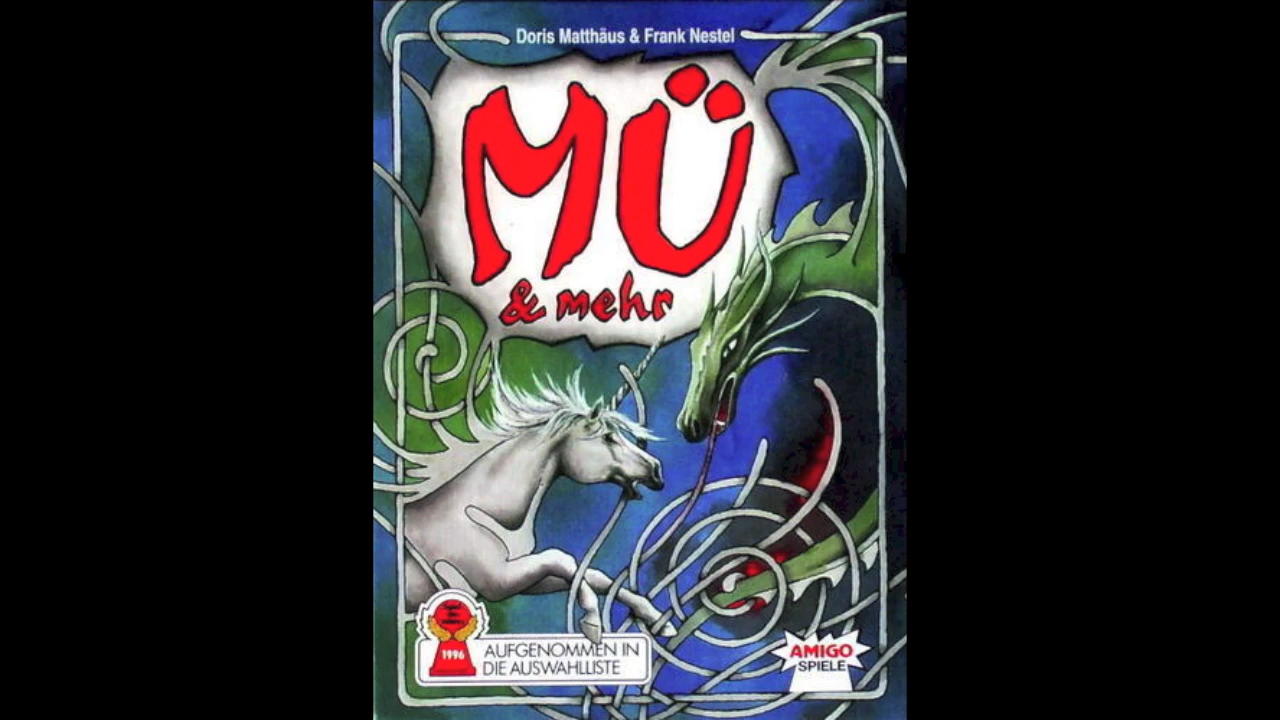 Doris Matthäus & Frank Nestel
MÜ
& mehr
1996
AUFGENOMMEN IN
DIE AUSWAHLLISTE
AMIGO
SPIELE